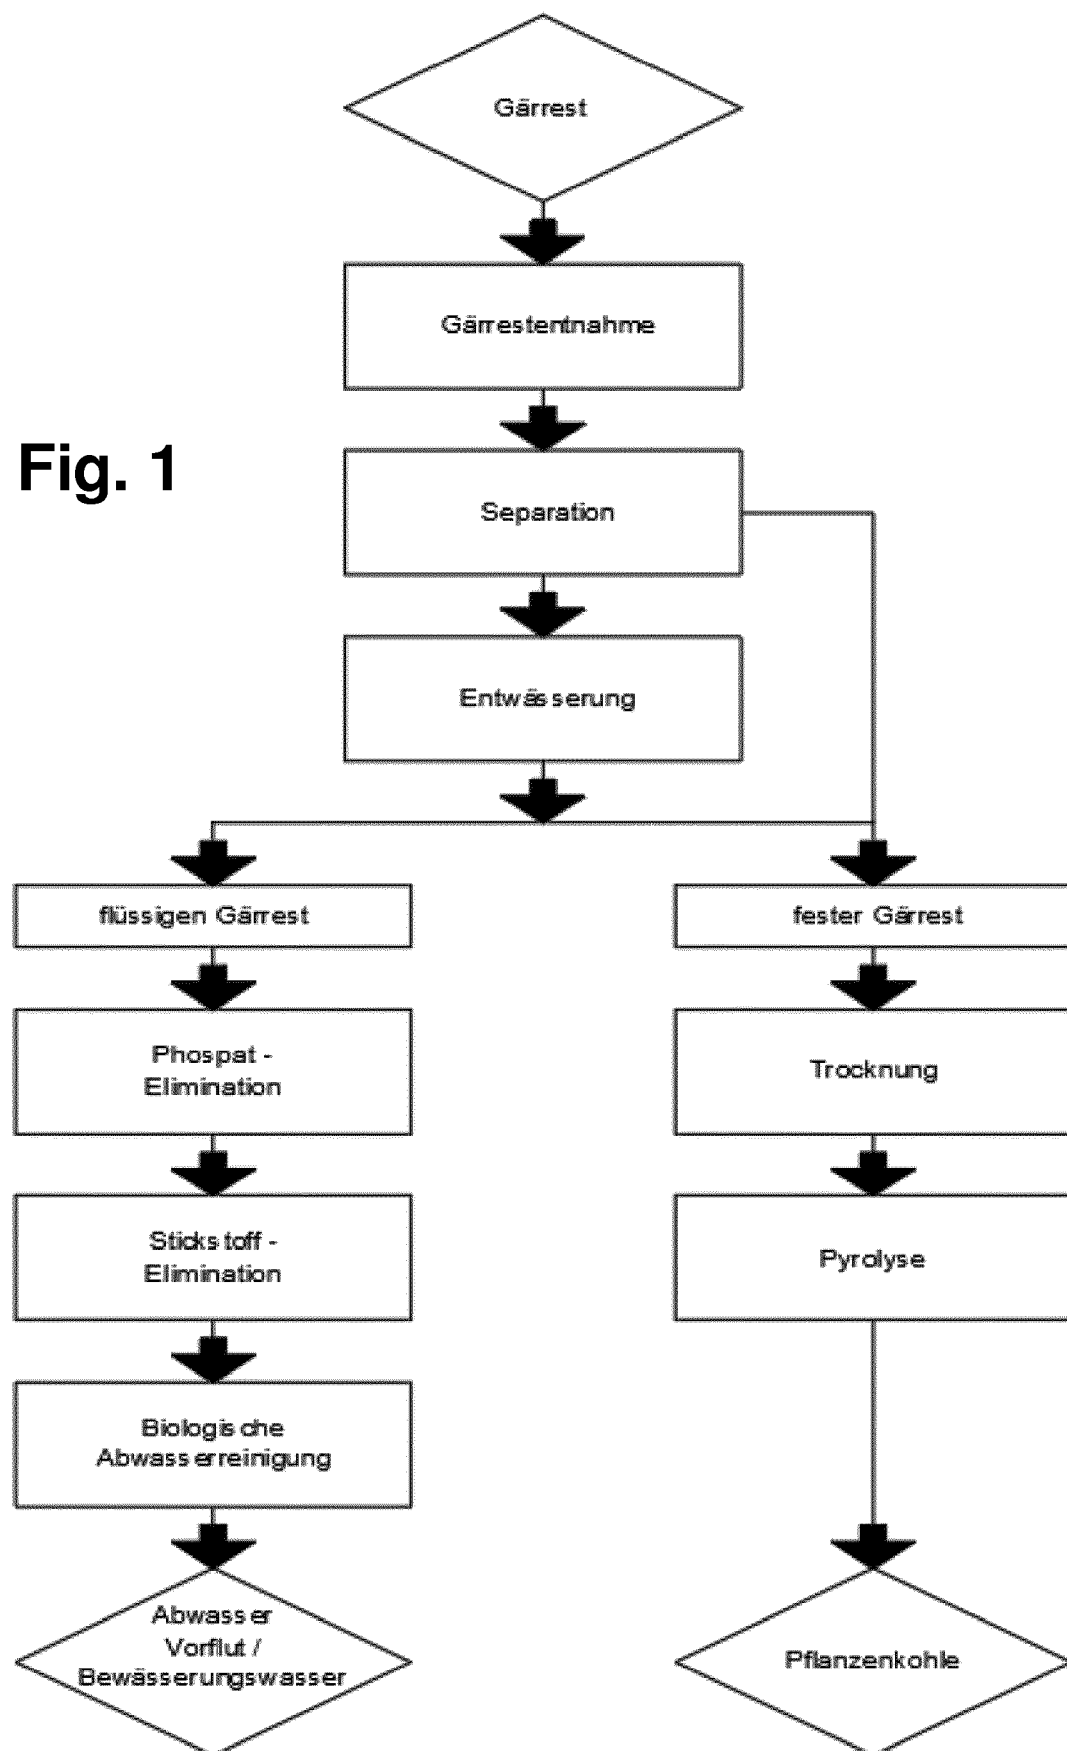 Gärrest
Gärrestentnahme
Fig. 1
Separation
Entwässerung
flüssigen Gärrest
fester Gärrest
Phospat -
Elimination
Trocknung
Stickstoff -
Elimination
Pyrolyse
Biologische
Abwasserreinigung
Abwasser
Vorflut /
Bewässerungswasser
Pflanzenkohle